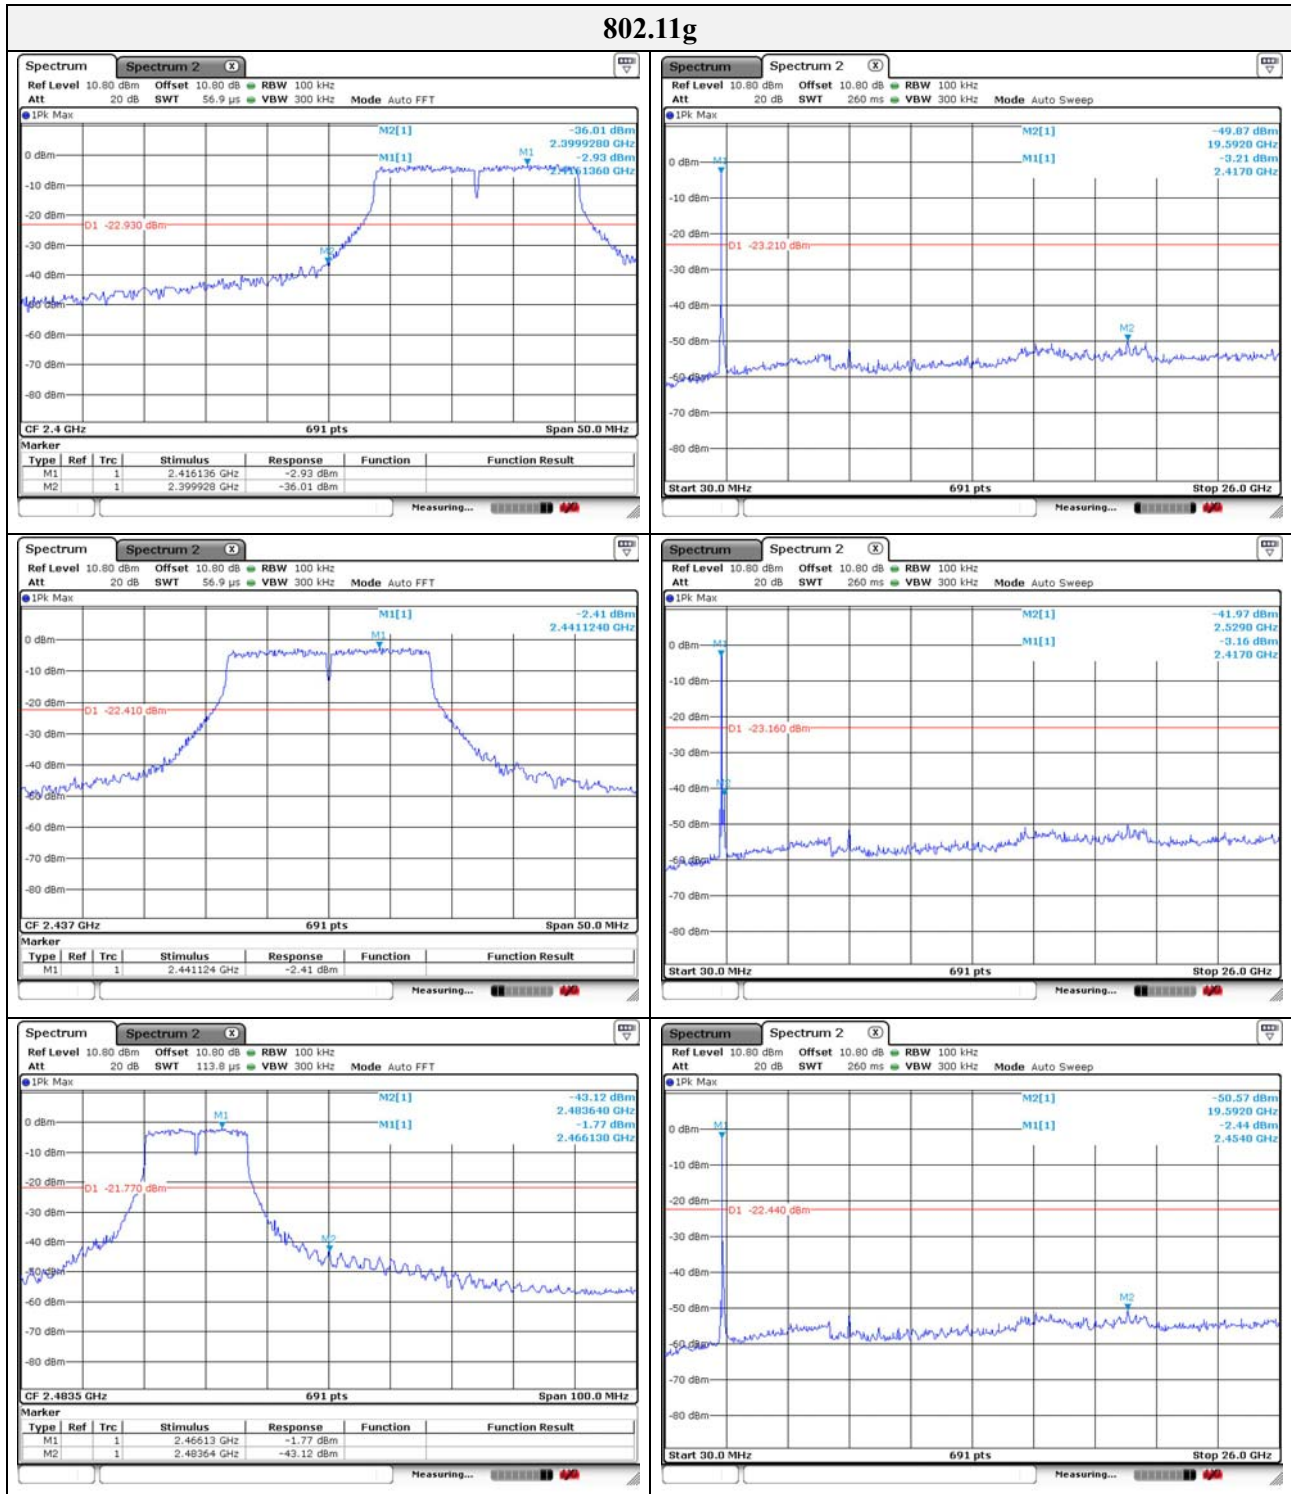 802.11g
Spectrum Spectrum 2 X
Ref Level 10.80 dBm Offset 10.80 dB RBW 100 kHz
Att 20 dB SWT 56.9 µs VBW 300 kHz Mode Auto FFT
1Pk Max
M2[1] -36.01 dBm
2.3999280 GHz
M1[1] -2.93 dBm
2.4161360 GHz
M1
M2
0 dBm
-10 dBm
-20 dBm
D1 -22.930 dBm
-30 dBm
-40 dBm
-50 dBm
-60 dBm
-70 dBm
-80 dBm
CF 2.4 GHz 691 pts Span 50.0 MHz
Marker
Type Ref Trc Stimulus Response Function Function Result
M1 1 2.416136 GHz -2.93 dBm
M2 1 2.399928 GHz -36.01 dBm
Measuring...
Spectrum Spectrum 2 X
Ref Level 10.80 dBm Offset 10.80 dB RBW 100 kHz
Att 20 dB SWT 260 ms VBW 300 kHz Mode Auto Sweep
1Pk Max
M2[1] -49.87 dBm
19.5920 GHz
M1[1] -3.21 dBm
2.4170 GHz
M1
0 dBm
-10 dBm
-20 dBm
D1 -23.210 dBm
-30 dBm
-40 dBm
M2
-50 dBm
-60 dBm
-70 dBm
-80 dBm
Start 30.0 MHz 691 pts Stop 26.0 GHz
Measuring...
Spectrum Spectrum 2 X
Ref Level 10.80 dBm Offset 10.80 dB RBW 100 kHz
Att 20 dB SWT 56.9 µs VBW 300 kHz Mode Auto FFT
1Pk Max
M1[1] -2.41 dBm
2.4411240 GHz
M1
0 dBm
-10 dBm
-20 dBm
D1 -22.410 dBm
-30 dBm
-40 dBm
-50 dBm
-60 dBm
-70 dBm
-80 dBm
CF 2.437 GHz 691 pts Span 50.0 MHz
Marker
Type Ref Trc Stimulus Response Function Function Result
M1 1 2.441124 GHz -2.41 dBm
Measuring...
Spectrum Spectrum 2 X
Ref Level 10.80 dBm Offset 10.80 dB RBW 100 kHz
Att 20 dB SWT 260 ms VBW 300 kHz Mode Auto Sweep
1Pk Max
M2[1] -41.97 dBm
2.5290 GHz
M1[1] -3.16 dBm
2.4170 GHz
M1
0 dBm
-10 dBm
-20 dBm
D1 -23.160 dBm
-30 dBm
M2
-40 dBm
-50 dBm
-60 dBm
-70 dBm
-80 dBm
Start 30.0 MHz 691 pts Stop 26.0 GHz
Measuring...
Spectrum Spectrum 2 X
Ref Level 10.80 dBm Offset 10.80 dB RBW 100 kHz
Att 20 dB SWT 113.8 µs VBW 300 kHz Mode Auto FFT
1Pk Max
M2[1] -43.12 dBm
2.483640 GHz
M1[1] -1.77 dBm
2.466130 GHz
M1
0 dBm
-10 dBm
-20 dBm
D1 -21.770 dBm
-30 dBm
-40 dBm
M2
-50 dBm
-60 dBm
-70 dBm
-80 dBm
CF 2.4835 GHz 691 pts Span 100.0 MHz
Marker
Type Ref Trc Stimulus Response Function Function Result
M1 1 2.46613 GHz -1.77 dBm
M2 1 2.48364 GHz -43.12 dBm
Measuring...
Spectrum Spectrum 2 X
Ref Level 10.80 dBm Offset 10.80 dB RBW 100 kHz
Att 20 dB SWT 260 ms VBW 300 kHz Mode Auto Sweep
1Pk Max
M2[1] -50.57 dBm
19.5920 GHz
M1[1] -2.44 dBm
2.4540 GHz
M1
0 dBm
-10 dBm
-20 dBm
D1 -22.440 dBm
-30 dBm
-40 dBm
M2
-50 dBm
-60 dBm
-70 dBm
-80 dBm
Start 30.0 MHz 691 pts Stop 26.0 GHz
Measuring...